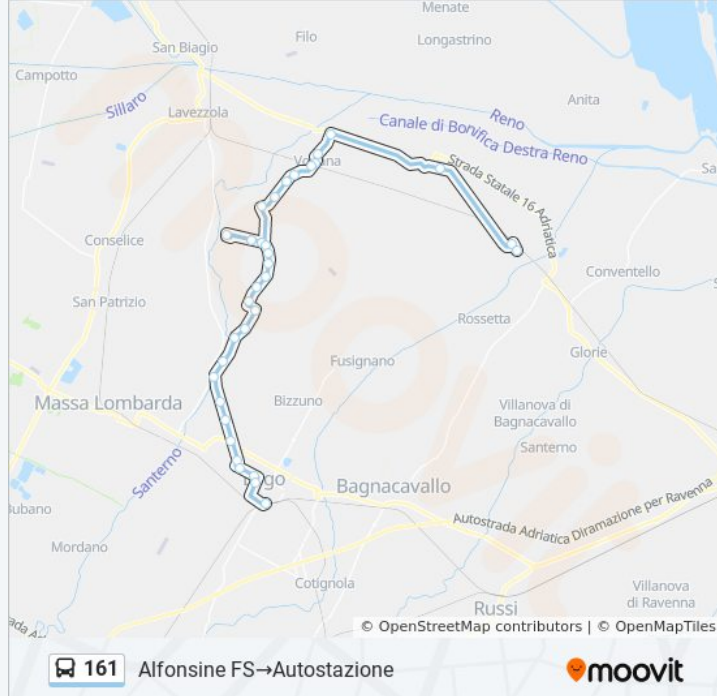 Menate
Filo
Longastrino
San Biagio
Campotto
Sillaro
Lavezzola
Anita
Reno
Canale di Bonifica Destra Reno
Strada Statale 16 Adriatica
Conselice
Conventello
San Patrizio
Rossetta
Glorie
Fusignano
Massa Lombarda
Bizzuno
Villanova di
Bagnacavallo
Santerno
Santerno
Bagnacavallo
Mordano
Autostrada Adriatica Diramazione per Ravenna
Cotignola
Villanova
di Ravenna
Russi
© OpenStreetMap contributors | © OpenMapTiles
161 Alfonsine FS→Autostazione
moovit